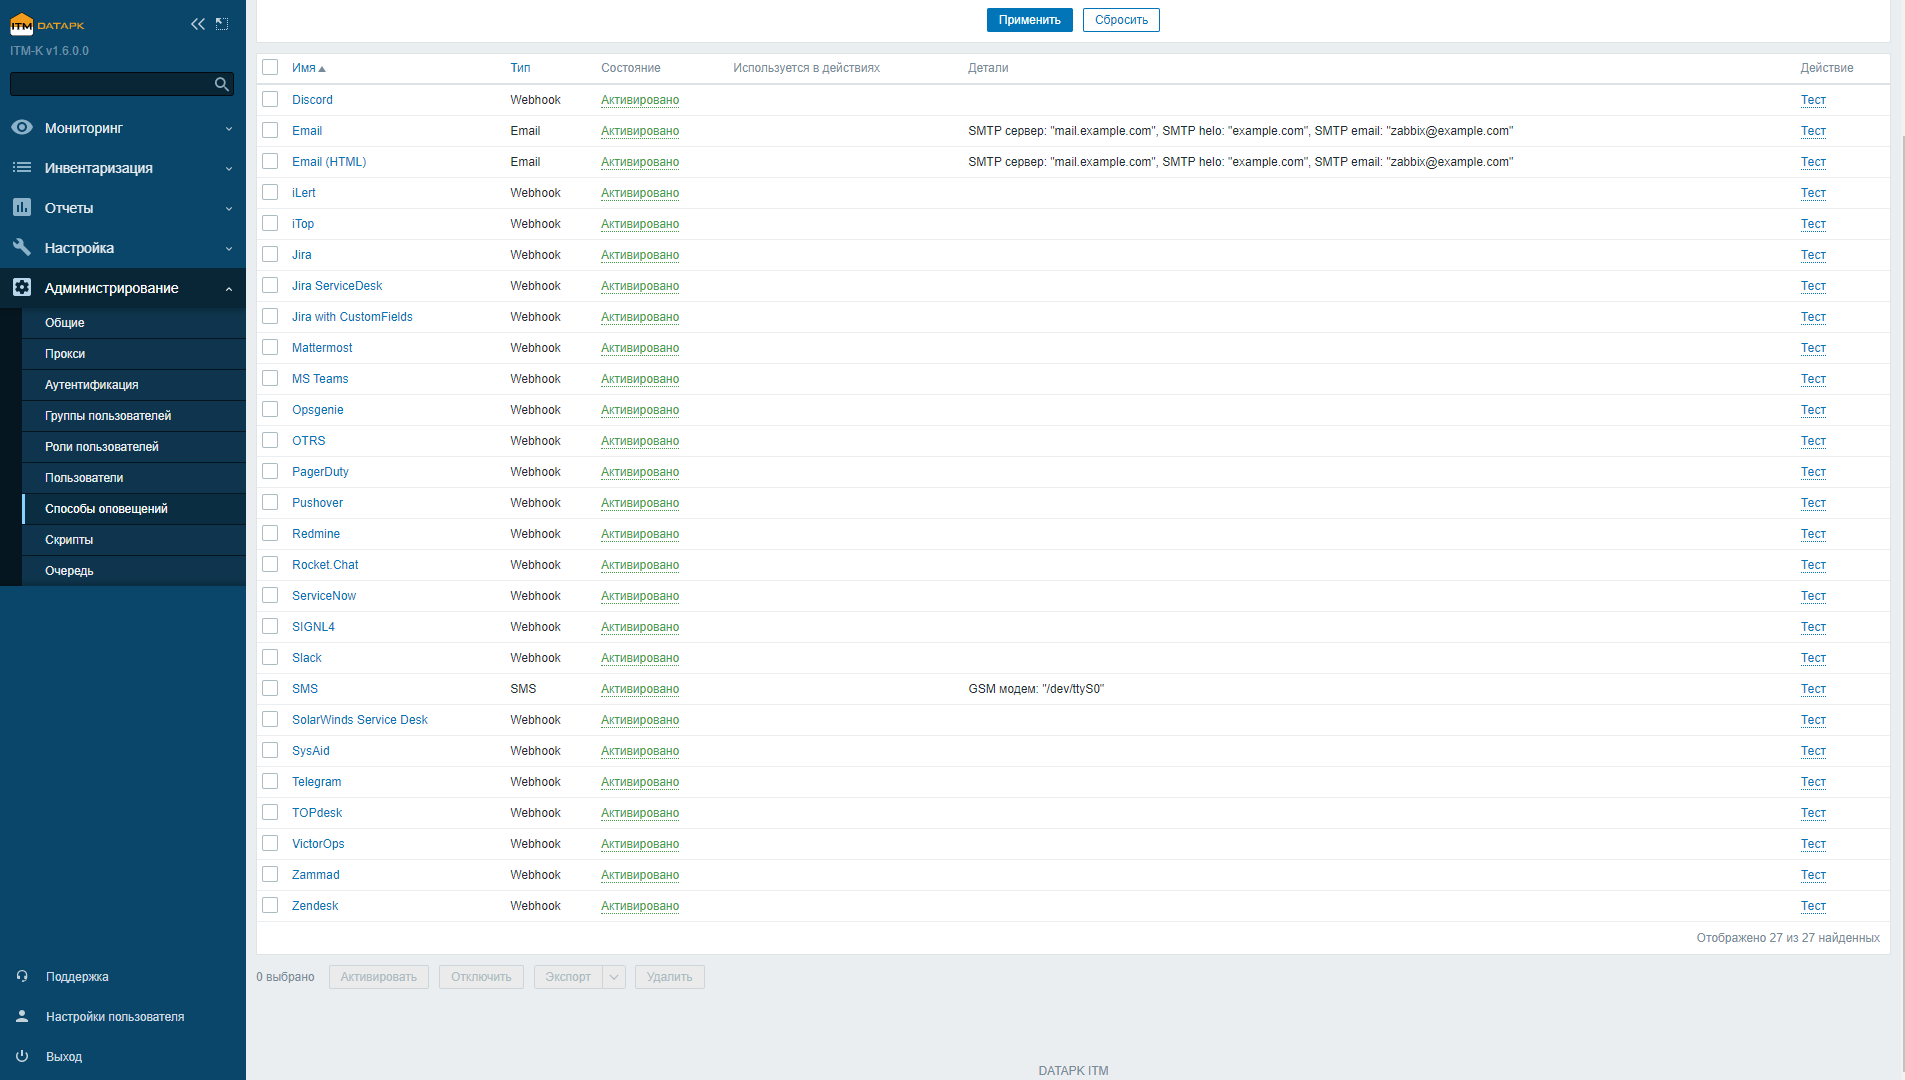 ITM DATAPK
ITM-K v1.6.0.0
Мониторинг
Инвентаризация
Отчеты
Настройка
Администрирование
Общие
Прокси
Аутентификация
Группы пользователей
Роли пользователей
Пользователи
Способы оповещений
Скрипты
Очередь
Поддержка
Настройки пользователя
Выход
Применить Сбросить
Имя Тип Состояние Используется в действиях Детали Действие
Discord Webhook Активировано Тест
Email Email Активировано SMTP сервер: "mail.example.com", SMTP helo: "example.com", SMTP email: "zabbix@example.com" Тест
Email (HTML) Email Активировано SMTP сервер: "mail.example.com", SMTP helo: "example.com", SMTP email: "zabbix@example.com" Тест
iLert Webhook Активировано Тест
iTop Webhook Активировано Тест
Jira Webhook Активировано Тест
Jira ServiceDesk Webhook Активировано Тест
Jira with CustomFields Webhook Активировано Тест
Mattermost Webhook Активировано Тест
MS Teams Webhook Активировано Тест
Opsgenie Webhook Активировано Тест
OTRS Webhook Активировано Тест
PagerDuty Webhook Активировано Тест
Pushover Webhook Активировано Тест
Redmine Webhook Активировано Тест
Rocket.Chat Webhook Активировано Тест
ServiceNow Webhook Активировано Тест
SIGNL4 Webhook Активировано Тест
Slack Webhook Активировано Тест
SMS SMS Активировано GSM модем: "/dev/ttyS0" Тест
SolarWinds Service Desk Webhook Активировано Тест
SysAid Webhook Активировано Тест
Telegram Webhook Активировано Тест
TOPdesk Webhook Активировано Тест
VictorOps Webhook Активировано Тест
Zammad Webhook Активировано Тест
Zendesk Webhook Активировано Тест
Отображено 27 из 27 найденных
0 выбрано Активировать Отключить Экспорт Удалить
DATAPK ITM